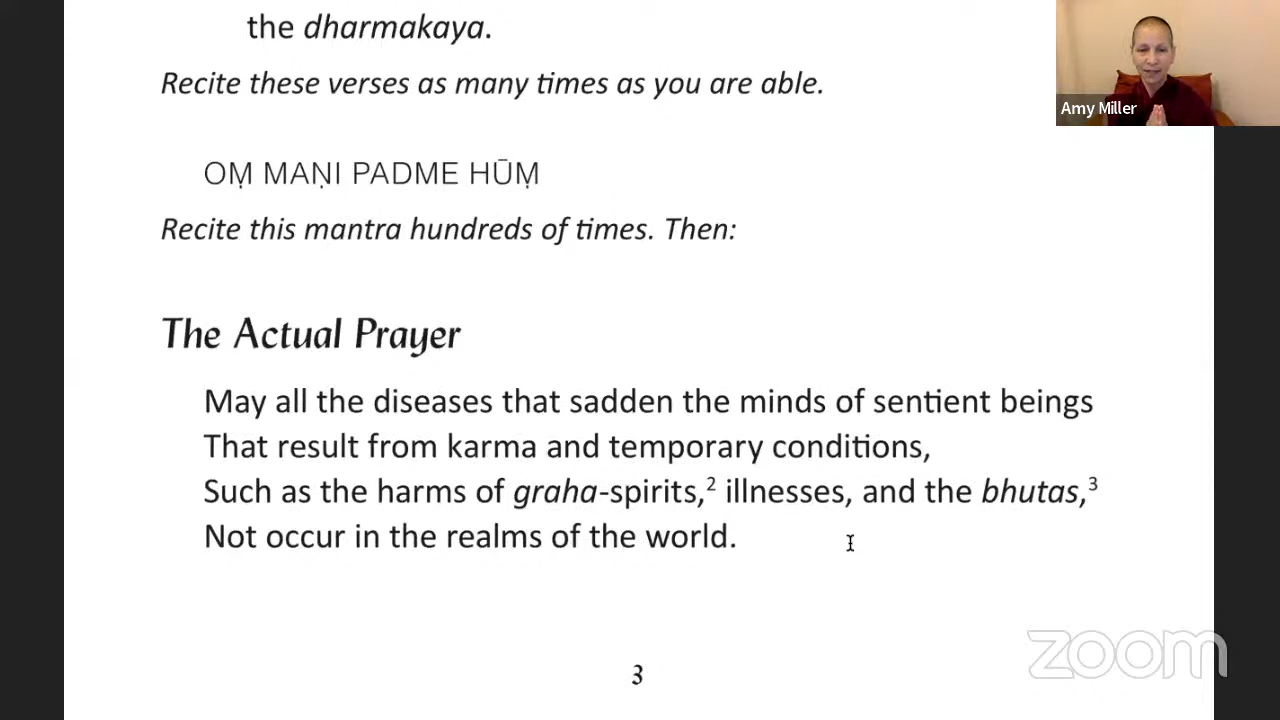 the dharmakaya.
Recite these verses as many times as you are able.
Amy Miller
OṂ MAṆI PADME HŪṂ
Recite this mantra hundreds of times. Then:
The Actual Prayer
May all the diseases that sadden the minds of sentient beings
That result from karma and temporary conditions,
Such as the harms of graha-spirits,² illnesses, and the bhutas,³
Not occur in the realms of the world.
zoom
3